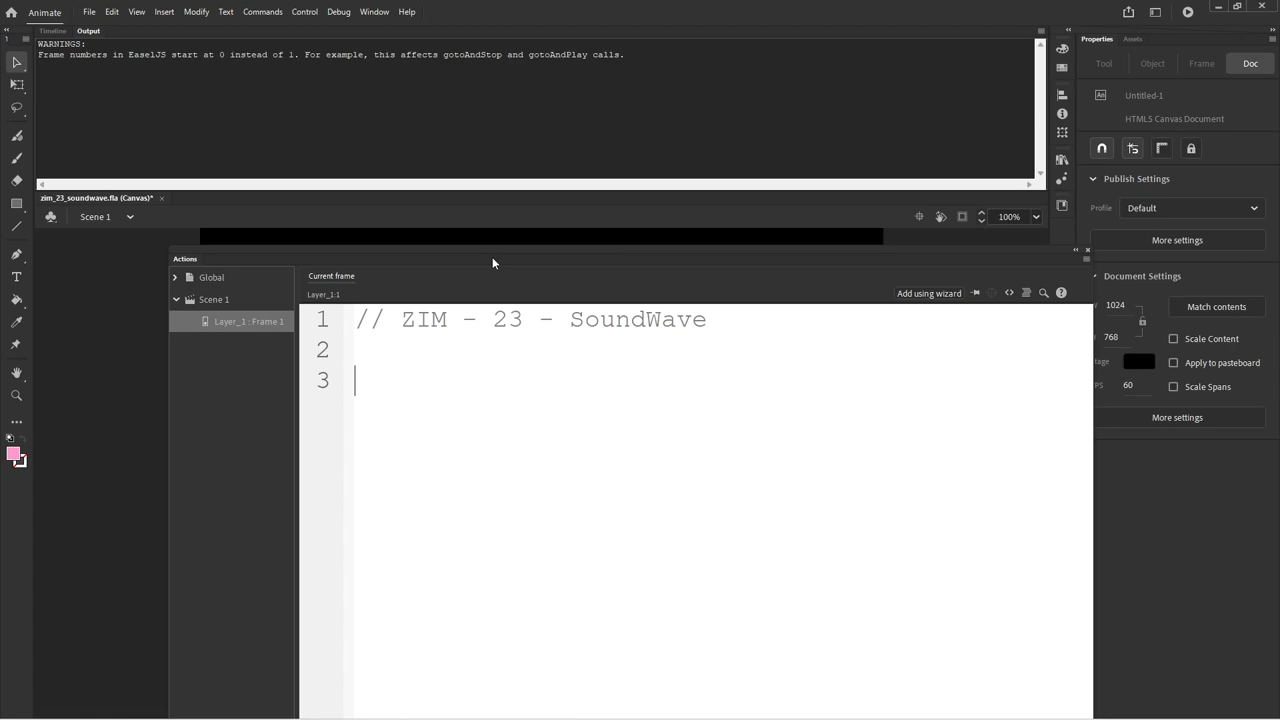 Animate File Edit View Insert Modify Text Commands Control Debug Window Help
Timeline Output
WARNINGS:
Frame numbers in EaselJS start at 0 instead of 1. For example, this affects gotoAndStop and gotoAndPlay calls.
zim_23_soundwave.fla (Canvas)*
Scene 1
100%
Actions
Global
Scene 1
Layer_1 : Frame 1
Current frame
Layer_1:1
Add using wizard
1 // ZIM - 23 - SoundWave
2
3
Properties Assets
Tool Object Frame Doc
An Untitled-1
HTML5 Canvas Document
Publish Settings
Profile Default
More settings
Document Settings
1024 Match contents
768 Scale Content
tage Apply to pasteboard
PS 60 Scale Spans
More settings